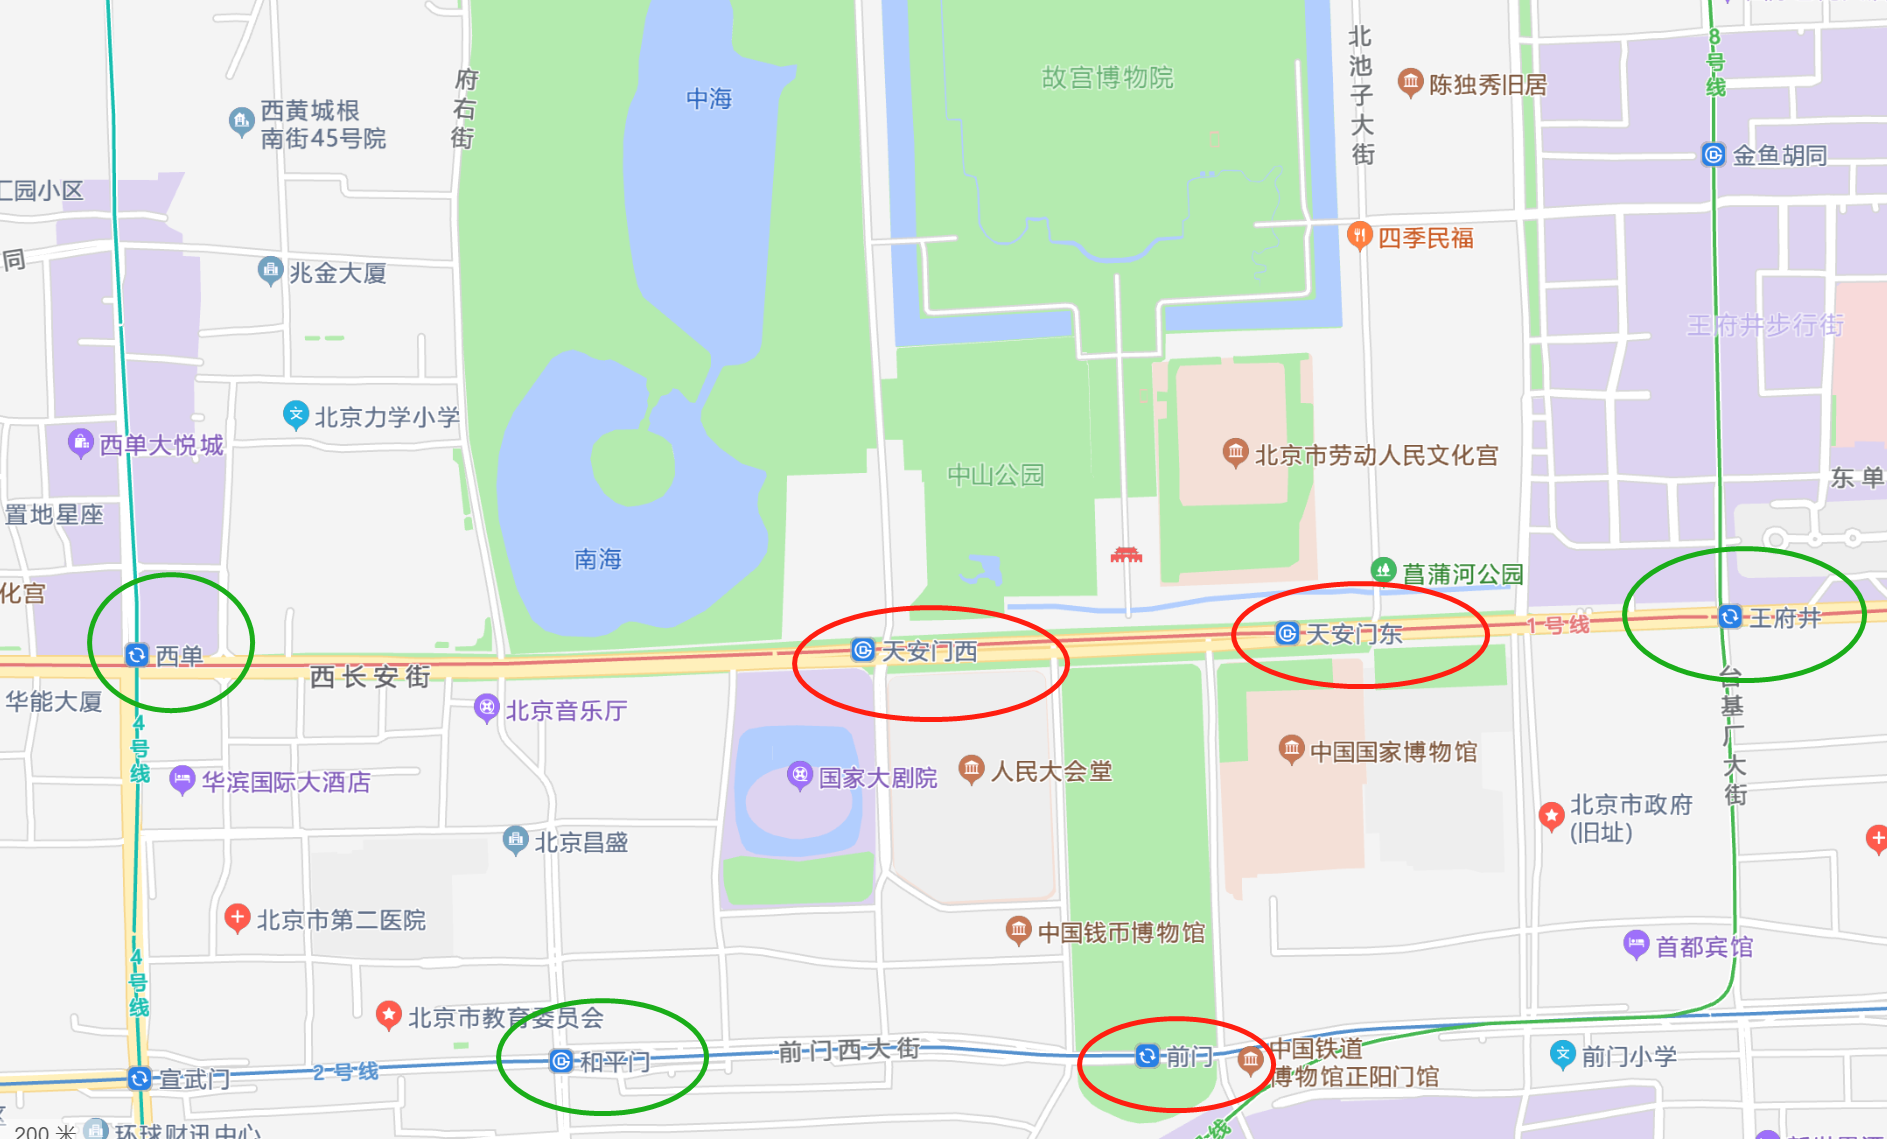 8号线
北池子大街
府右街
故宫博物院
陈独秀旧居
中海
西黄城根
南街45号院
金鱼胡同
汇园小区
四季民福
同
兆金大厦
王府井步行街
北京力学小学
西单大悦城
北京市劳动人民文化宫
中山公园
东单
置地星座
南海
菖蒲河公园
化宫
1号线
王府井
天安门东
天安门西
西单
西长安街
华能大厦
北京音乐厅
台基厂大街
4号线
中国国家博物馆
人民大会堂
国家大剧院
华滨国际大酒店
北京市政府
(旧址)
北京昌盛
北京市第二医院
中国钱币博物馆
首都宾馆
4号线
北京市教育委员会
前门西大街
和平门
前门
中国铁道
博物馆正阳门馆
前门小学
2号线
宣武门
区
号线
200 米
环球财讯中心